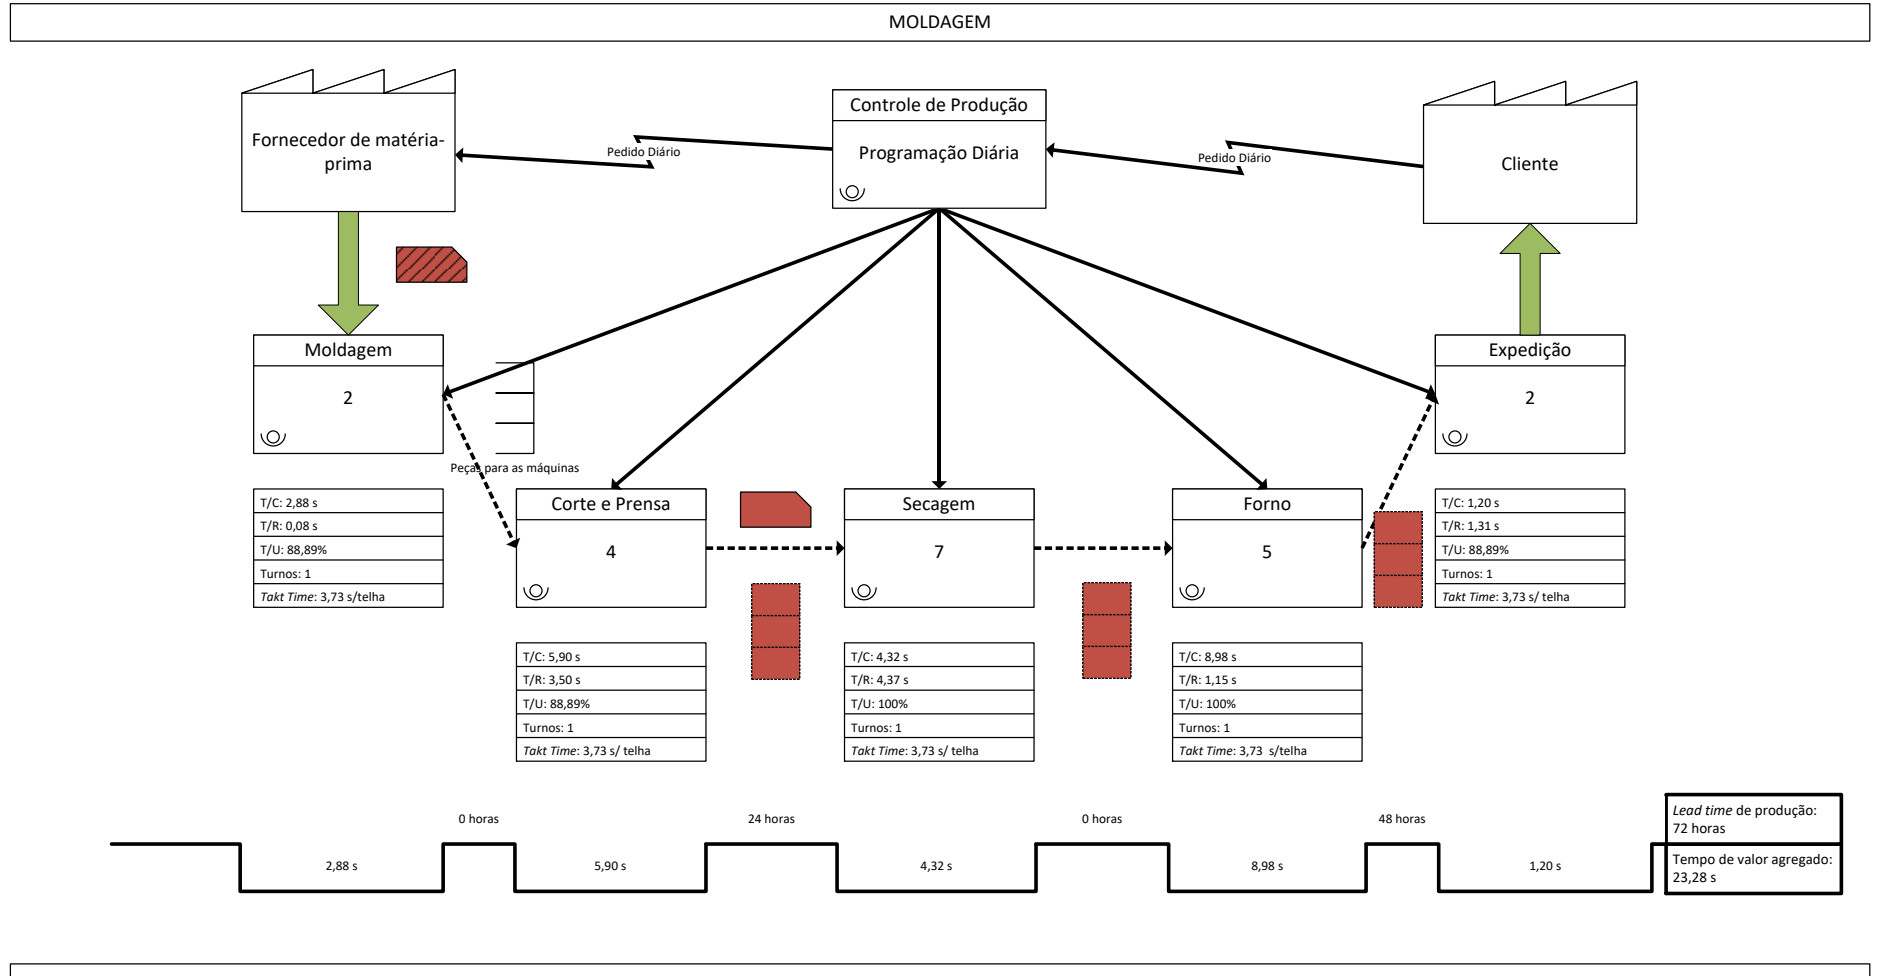 MOLDAGEM
Fornecedor de matéria-
prima
Pedido Diário
Controle de Produção
Programação Diária
Pedido Diário
Cliente
Moldagem
2
Peças para as máquinas
Expedição
2
T/C: 2,88 s
T/R: 0,08 s
T/U: 88,89%
Turnos: 1
Takt Time: 3,73 s/telha
Corte e Prensa
4
Secagem
7
Forno
5
T/C: 1,20 s
T/R: 1,31 s
T/U: 88,89%
Turnos: 1
Takt Time: 3,73 s/ telha
T/C: 5,90 s
T/R: 3,50 s
T/U: 88,89%
Turnos: 1
Takt Time: 3,73 s/ telha
T/C: 4,32 s
T/R: 4,37 s
T/U: 100%
Turnos: 1
Takt Time: 3,73 s/ telha
T/C: 8,98 s
T/R: 1,15 s
T/U: 100%
Turnos: 1
Takt Time: 3,73  s/telha
0 horas
24 horas
0 horas
48 horas
2,88 s
5,90 s
4,32 s
8,98 s
1,20 s
Lead time de produção:
72 horas
Tempo de valor agregado:
23,28 s